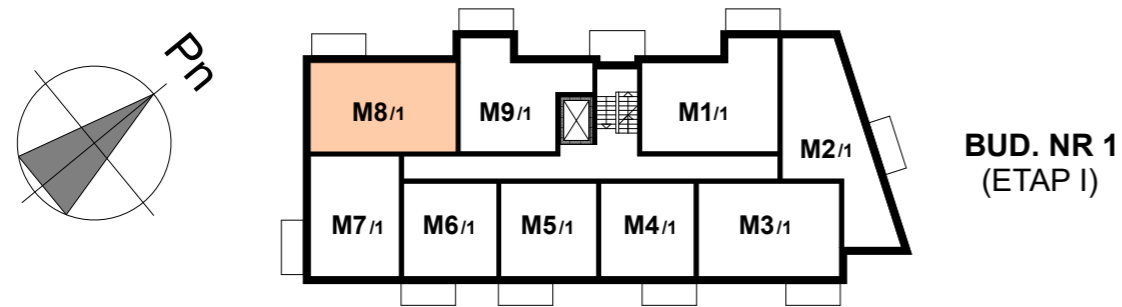 Pn
M8/1
M9/1
M1/1
M2/1
M7/1
M6/1
M5/1
M4/1
M3/1
BUD. NR 1
(ETAP I)